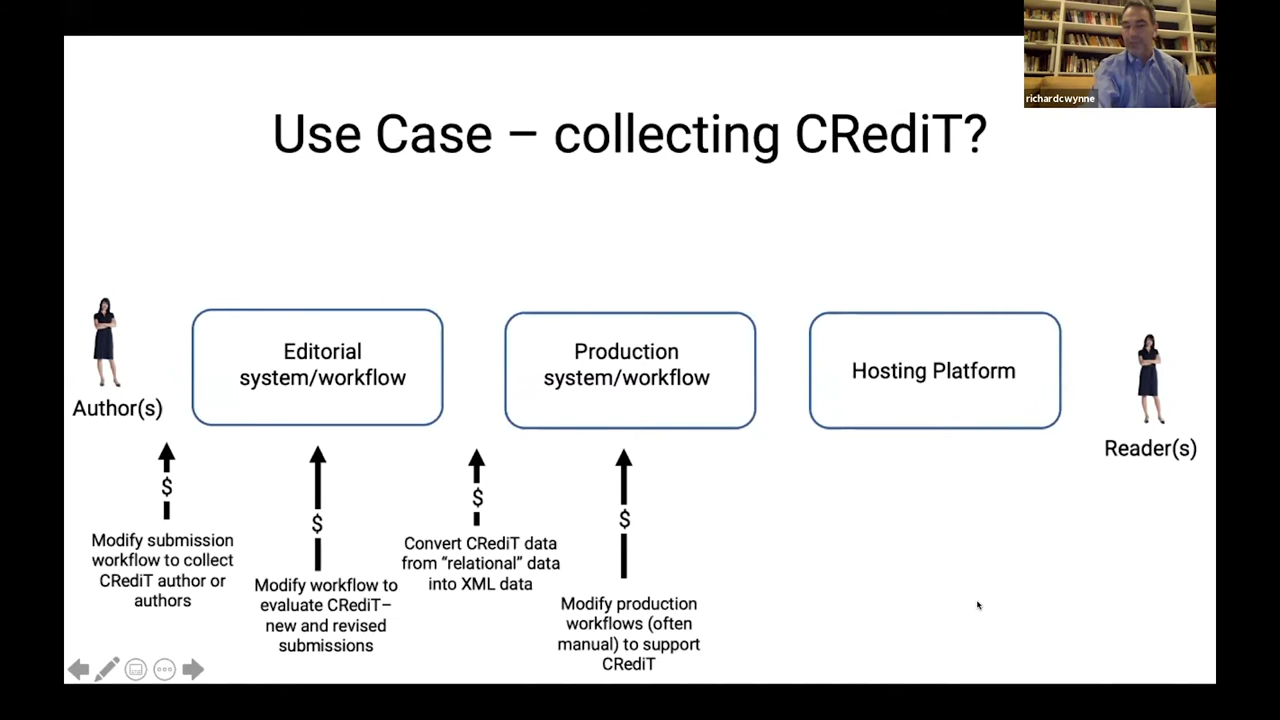 richardcwynne
Use Case – collecting CRediT?
Editorial
system/workflow
Production
system/workflow
Hosting Platform
Author(s)
Reader(s)
$
$
$
$
Modify submission
workflow to collect
CRediT author or
authors
Modify workflow to
evaluate CRediT–
new and revised
submissions
Convert CRediT data
from “relational” data
into XML data
Modify production
workflows (often
manual) to support
CRediT